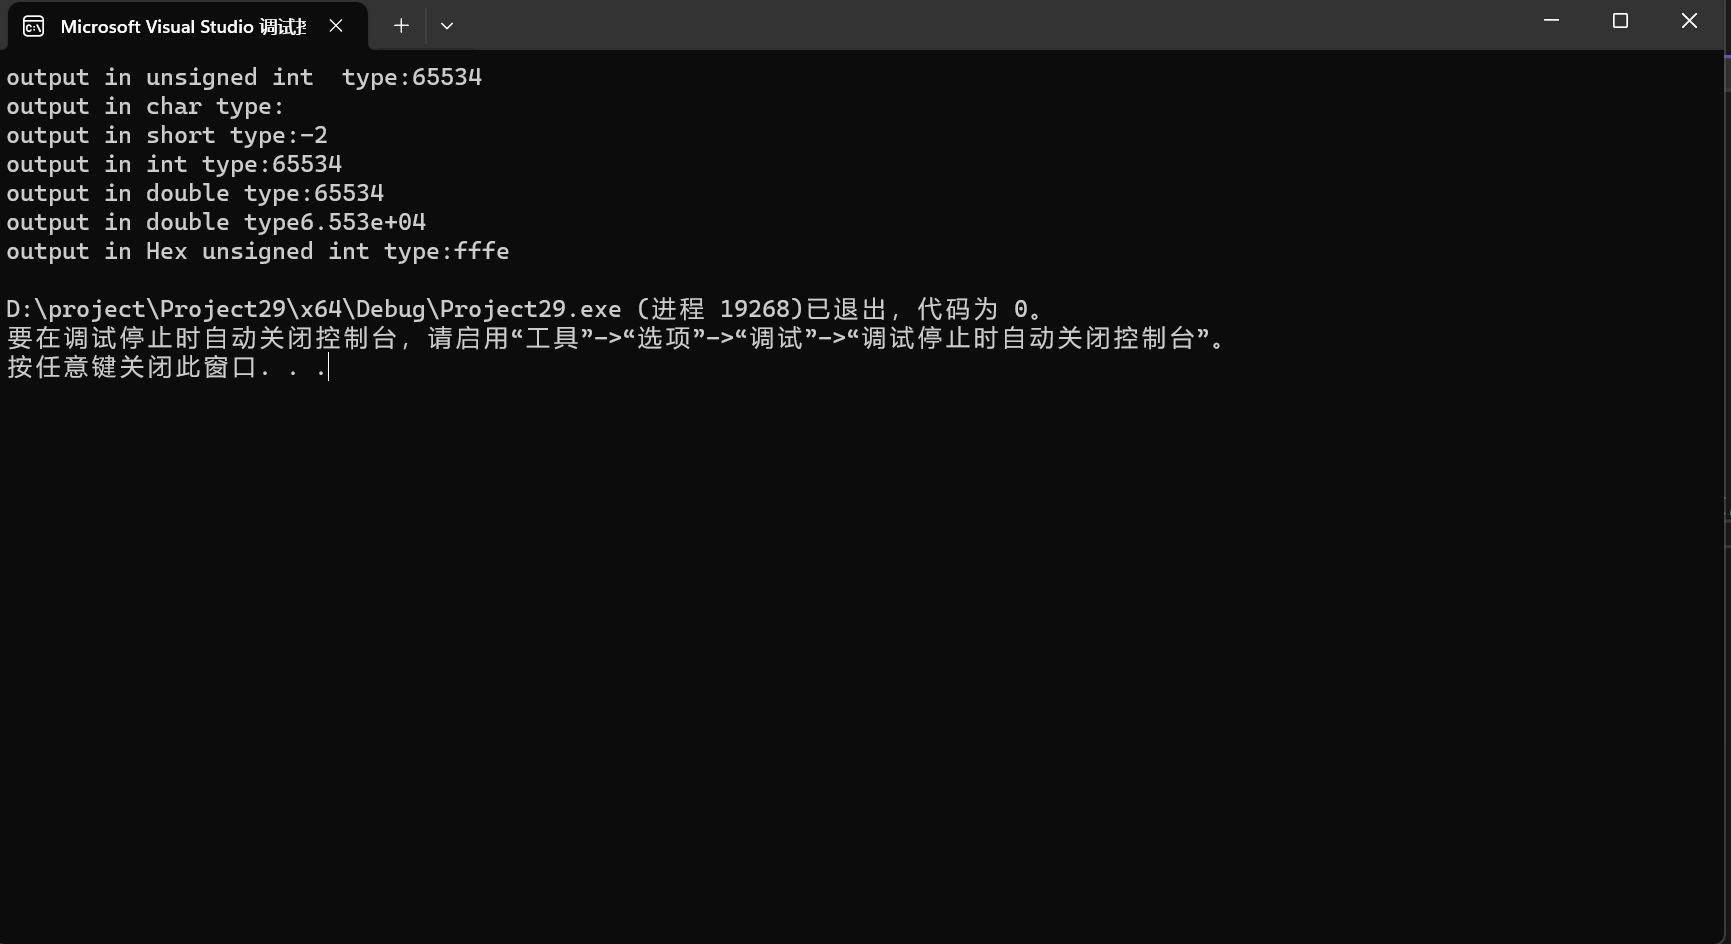 Microsoft Visual Studio 调试
output in unsigned int  type:65534
output in char type:
output in short type:-2
output in int type:65534
output in double type:65534
output in double type6.553e+04
output in Hex unsigned int type:fffe
D:\project\Project29\x64\Debug\Project29.exe (进程 19268)已退出，代码为 0。
要在调试停止时自动关闭控制台，请启用“工具”->“选项”->“调试”->“调试停止时自动关闭控制台”。
按任意键关闭此窗口. . .